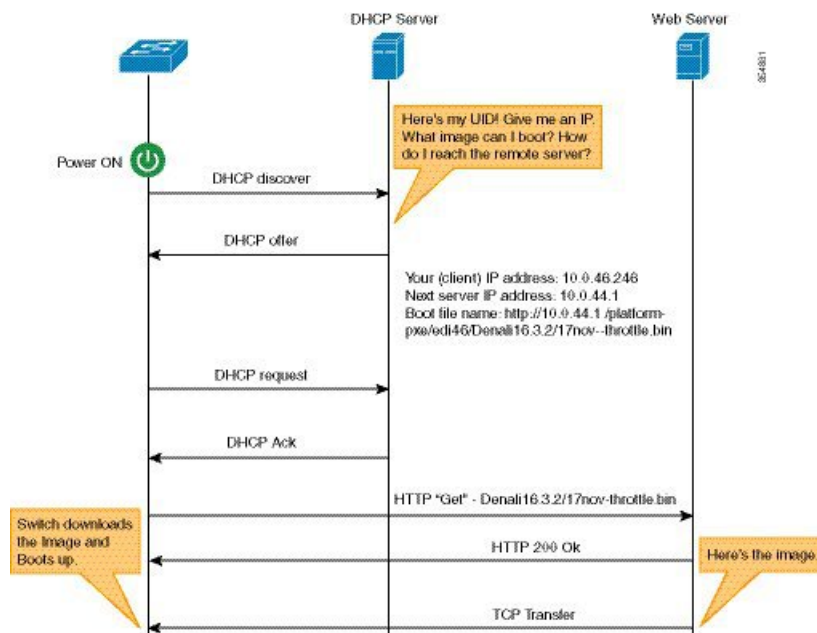 DHCP Server
Web Server
354881
Here's my UID! Give me an IP.
What image can I boot? How
do I reach the remote server?
Power ON
DHCP discover
DHCP offer
Your (client) IP address: 10.0.46.246
Next server IP address: 10.0.44.1
Boot file name: http://10.0.44.1 /platform-
pxe/edi46/Denali16.3.2/17nov--throttle.bin
DHCP request
DHCP Ack
HTTP "Get" - Denali16.3.2/17nov-throttle.bin
Switch downloads
the Image and
Boots up.
HTTP 200 Ok
Here's the image
TCP Transfer